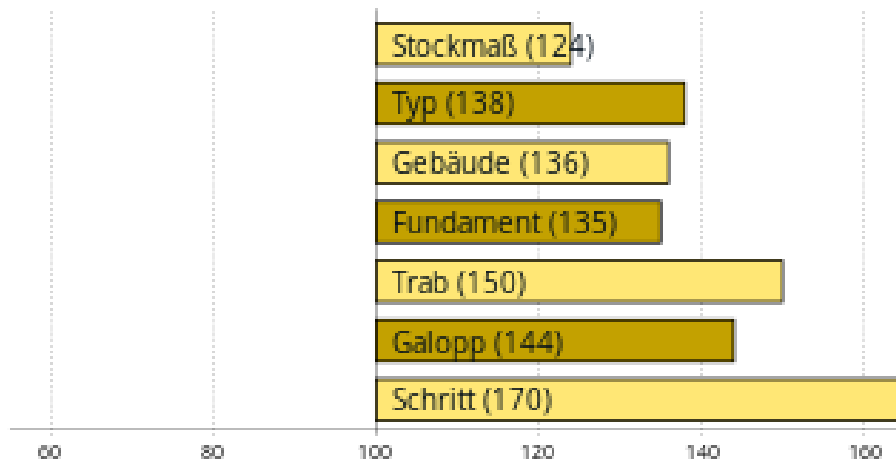 Stockmaß (124)
Typ (138)
Gebäude (136)
Fundament (135)
Trab (150)
Galopp (144)
Schritt (170)
60 80 100 120 140 160